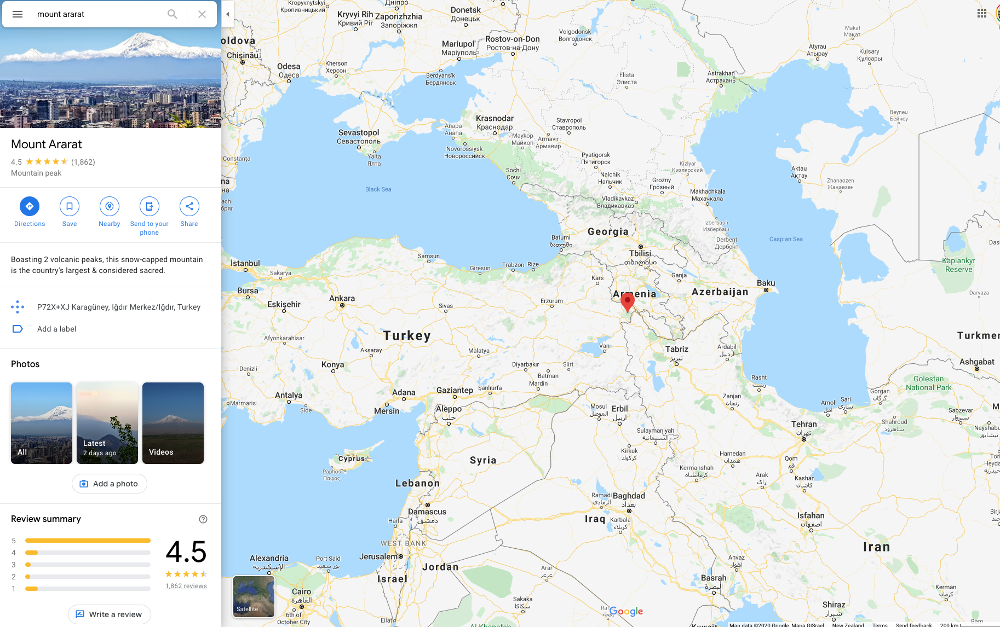 mount ararat
Mount Ararat
4.5
(1,862)
Mountain peak
Directions
Save
Nearby
Send to your
phone
Share
Boasting 2 volcanic peaks, this snow-capped mountain
is the country's largest & considered sacred.
P72X+XJ Karagüney, Iğdır Merkez/Iğdır, Turkey
Add a label
Photos
All
Latest
2 days ago
Videos
Add a photo
Review summary
5
4
3
2
1
4.5
1,862 reviews
Write a review
Kropyvnytskyi
Кропивницький
Дніпро
Kryvyi Rih
Кривий Ріг
Zaporizhzhia
Запоріжжя
Donetsk
Донецьк
Volgodonsk
Волгодонск
Makat
Мақат
oldova
Chișinău
Mariupol'
Маріуполь
Rostov-on-Don
Ростов-на-Дону
Atyrau
Атырау
Kulsary
Құлсары
Odesa
Одеса
Kherson
Херсон
Berdyans'k
Бердянськ
Elista
Элиста
Astrakhan
Астрахань
Beyneu
Бейнеу
Sevastopol
Севастополь
Krasnodar
Краснодар
Anapa
Анапа
Stavropol
Ставрополь
Maykop
Майкоп
Armavir
Армавир
Novorossiysk
Новороссийск
Constanța
Yalta
Ялта
Pyatigorsk
Пятигорск
Kizlyar
Кизлярский
Aktau
Ақтау
Zhanaozen
Жаңаөзен
na
на
Sochi
Сочи
Nalchik
Нальчик
Grozny
Грозный
Black Sea
Makhachkala
Махачкала
Vladikavkaz
Владикавказ
ach
бряг
Izberbash
Избербаш
Georgia
Batumi
ბათუმი
Derbent
Дербент
Caspian Sea
Das
Tbilisi
თბილისი
Samsun
Trabzon
Rize
Giresun
İstanbul
Sakarya
Kaplankyr
Reserve
Kars
Ganja
Baku
Bursa
Armenia
Azerbaijan
Darvaza
Eskişehir
Ankara
Sivas
Erzurum
Turkey
Turkmen
Afyonkarahisar
Aksaray
Malatya
Van
Tabriz
تبریز
Ardabil
اردبیل
Ashgabat
Denizli
Konya
Diyarbakır
Siirt
Batman
Mardin
Rasht
رشت
Golestan
National Park
Antalya
Adana
Gaziantep
Şanlıurfa
Marmaris
Side
Mersin
Aleppo
حلب
Mosul
الموصل
Erbil
اربيل
Zanjan
زنجان
Gorgan
گرگان
Sari
ساری
Amol
آمل
Sabzevar
سبزوار
M
Tehran
تهران
Shahroud
شاهرود
Neyshabu
نیشابور
Sulaymaniyah
السليمانية
Cyprus
Syria
Kirkuk
كركوك
Hamedan
همدان
Qom
قم
Paphos
Πάφος
Kermanshah
کرمانشاه
Arak
اراک
Kashan
کاشان
Lebanon
Ramadi
الرمادي
Baghdad
بغداد
Damascus
دمشق
Iraq
Karbala
كربلاء
Isfahan
اصفهان
Haifa
WEST BANK
Iran
Jerusalem
Alexandria
الإسكندرية
Port Said
بور سعيد
Jordan
Ahvaz
اهواز
Arar
عرعر
Israel
Basrah
البصرة
Cairo
القاهرة
Kerman
کرمان
Satellite
Sakaka
سكاكا
6th of
October City
Google
Shiraz
شیراز
Eilat
Al Khanafah
Kuwait
Map data ©2020 Google, Mapa GISrael
New Zealand
Terms
Send feedback
200 km